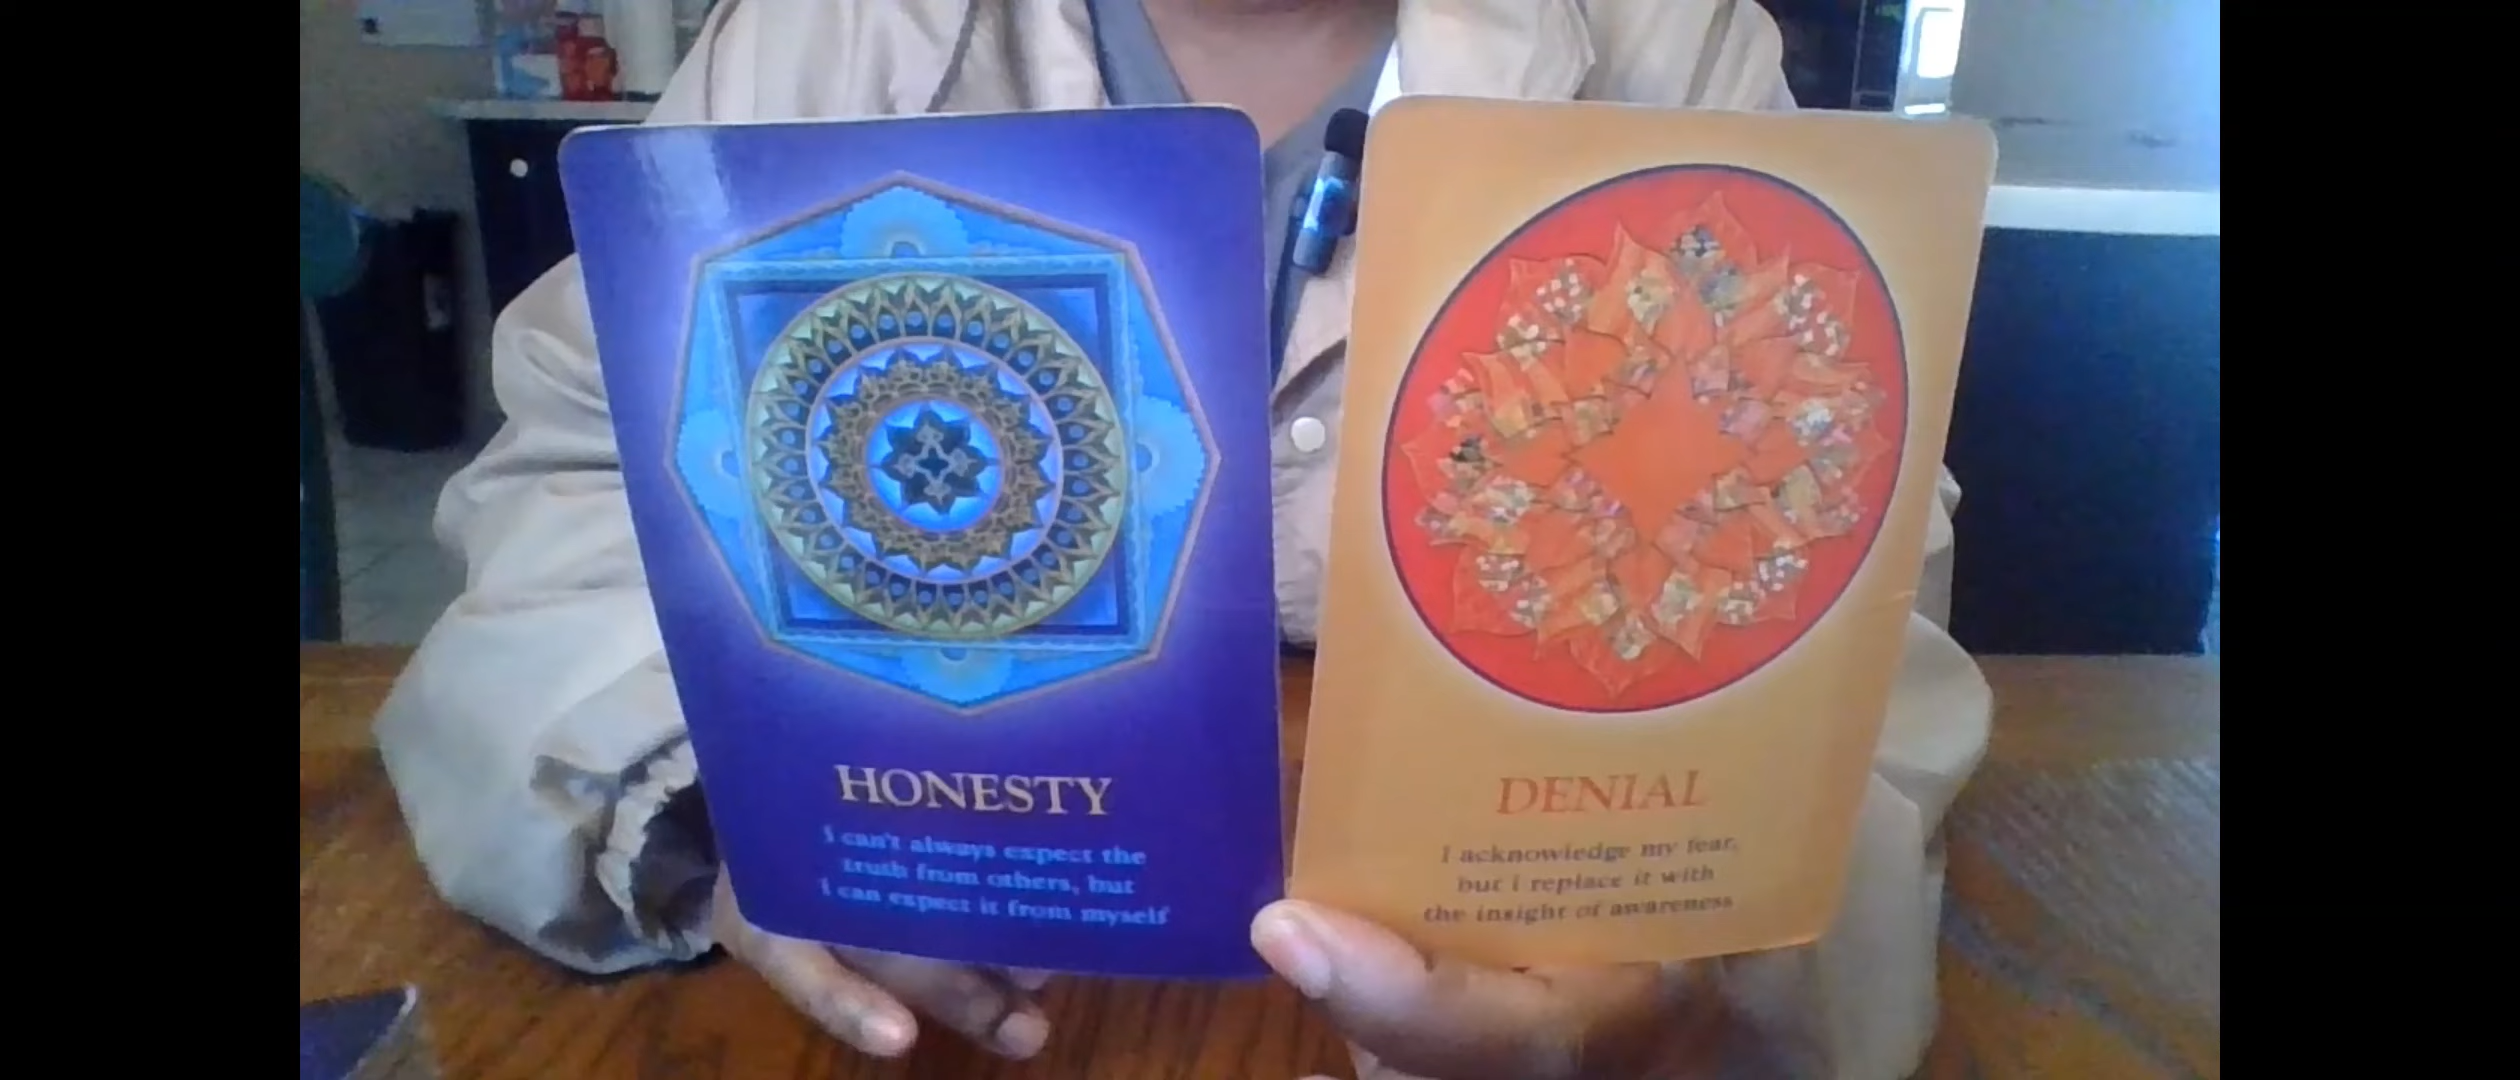 HONESTY
I can't always expect the
truth from others, but
I can expect it from myself
DENIAL
I acknowledge my fear,
but I replace it with
the insight of awareness